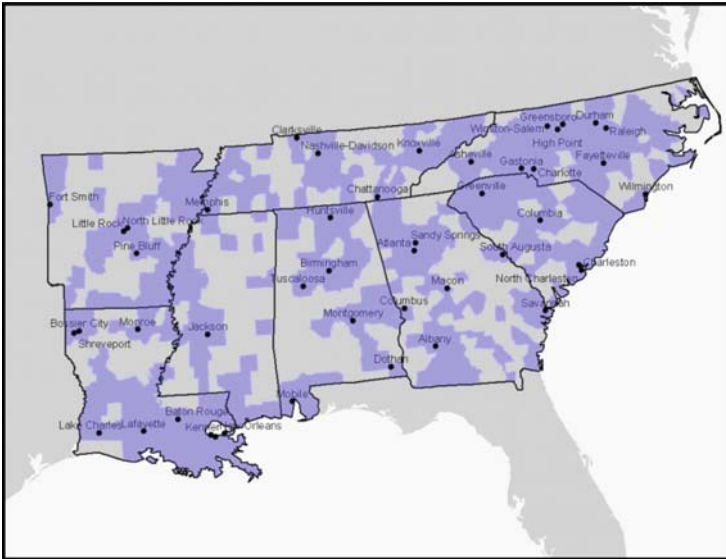 Greensboro
Durham
Clarksville
Winston-Salem
Raleigh
Nashville-Davidson
Knoxville
High Point
Asheville
Gastonia
Fayetteville
Charlotte
Chattanooga
Greenville
Wilmington
Fort Smith
Memphis
Huntsville
Columbia
Little Rock
North Little Rock
Sandy Springs
Atlanta
Pine Bluff
South Augusta
Birmingham
Charleston
Tuscaloosa
North Charleston
Macon
Columbus
Savannah
Bossier City
Monroe
Montgomery
Jackson
Shreveport
Albany
Dothan
Mobile
Baton Rouge
Lake Charles
Lafayette
Orleans